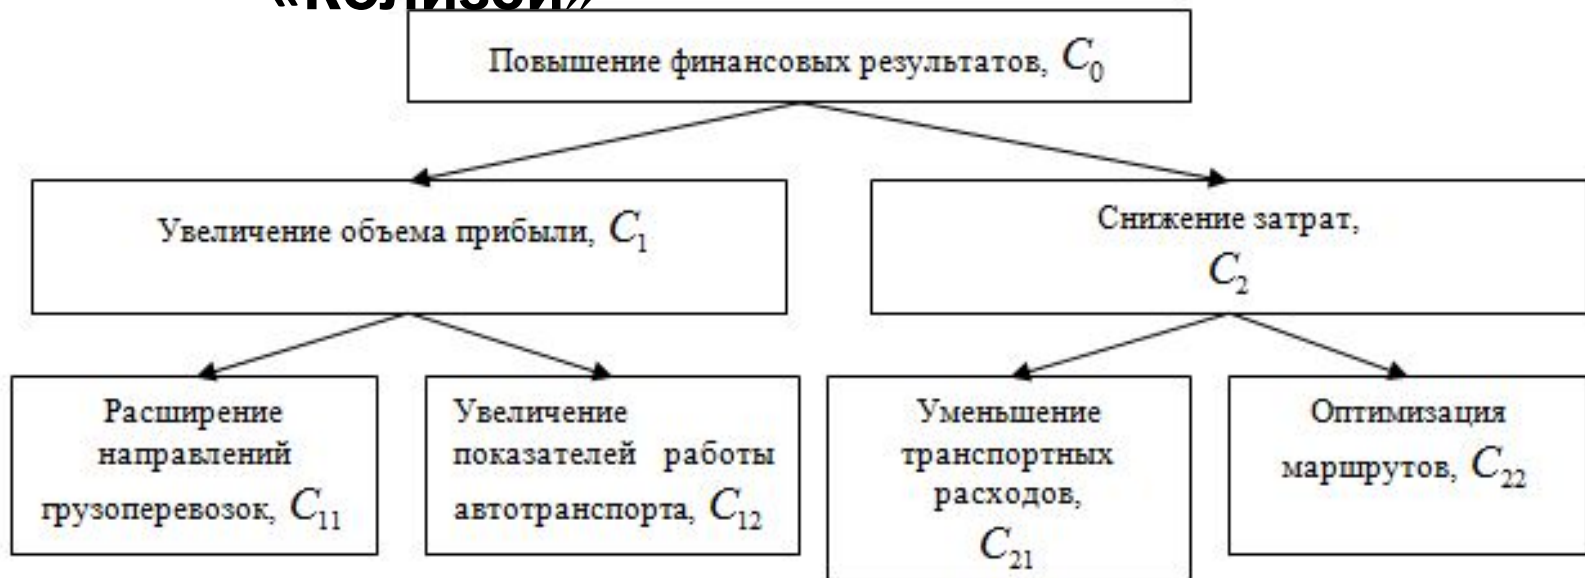 «Колизей»
Повышение финансовых результатов, C₀
Увеличение объема прибыли, C₁
Снижение затрат,
C₂
Расширение
направлений
грузоперевозок, C₁₁
Увеличение
показателей работы
автотранспорта, C₁₂
Уменьшение
транспортных
расходов,
C₂₁
Оптимизация
маршрутов, C₂₂